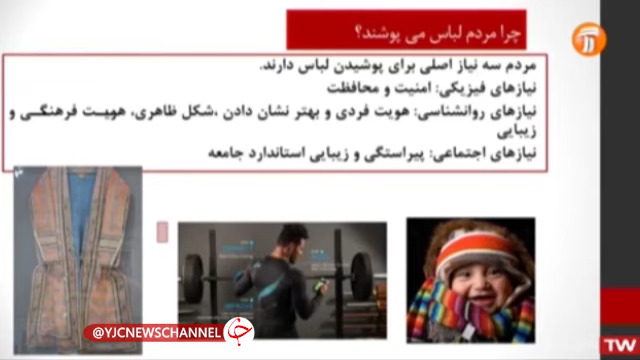 چرا مردم لباس می پوشند؟
مردم سه نیاز اصلی برای پوشیدن لباس دارند.
نیازهای فیزیکی: امنیت و محافظت
نیازهای روانشناسی: هویت فردی و بهتر نشان دادن ،شکل ظاهری، هویت فرهنگی و
زیبایی
نیازهای اجتماعی: پیراستگی و زیبایی استاندارد جامعه
@YJCNEWSCHANNEL
TW